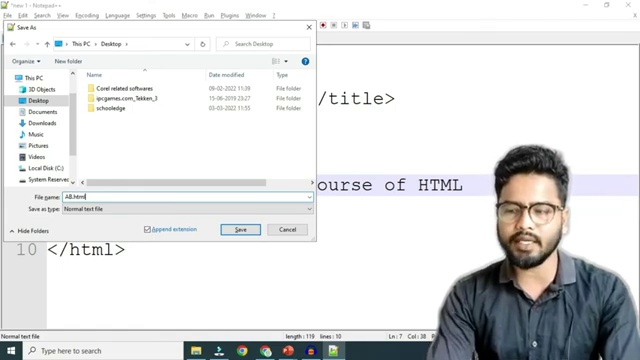 *new 1 - Notepad++
File Edit Search View Encoding Language Settings Tools Macro Run Plugins Window ?
Save As
This PC > Desktop >
Search Desktop
Organize
New folder
Name
Date modified
Type
This PC
3D Objects
Desktop
Documents
Downloads
Music
Pictures
Videos
Local Disk (C:)
System Reserved
Corel related softwares 09-02-2022 11:39 File folder
ipcgames.com_Tekken_3 15-06-2019 23:27 File folder
schooledge 03-03-2022 11:55 File folder
File name: AB.html
Save as type: Normal text file
Append extension
Save
Cancel
Hide Folders
/title>
ourse of HTML
10 </html>
Normal text file
length : 119 lines : 10
Ln : 7 Col : 38
Type here to search